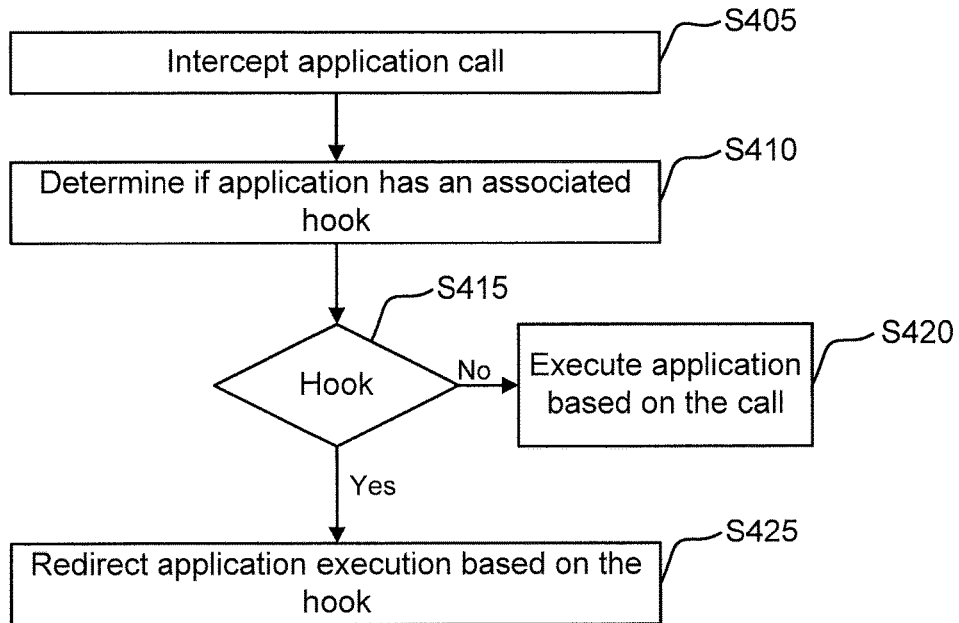 S405
Intercept application call
S410
Determine if application has an associated
hook
S415
Hook
No
S420
Execute application
based on the call
Yes
S425
Redirect application execution based on the
hook